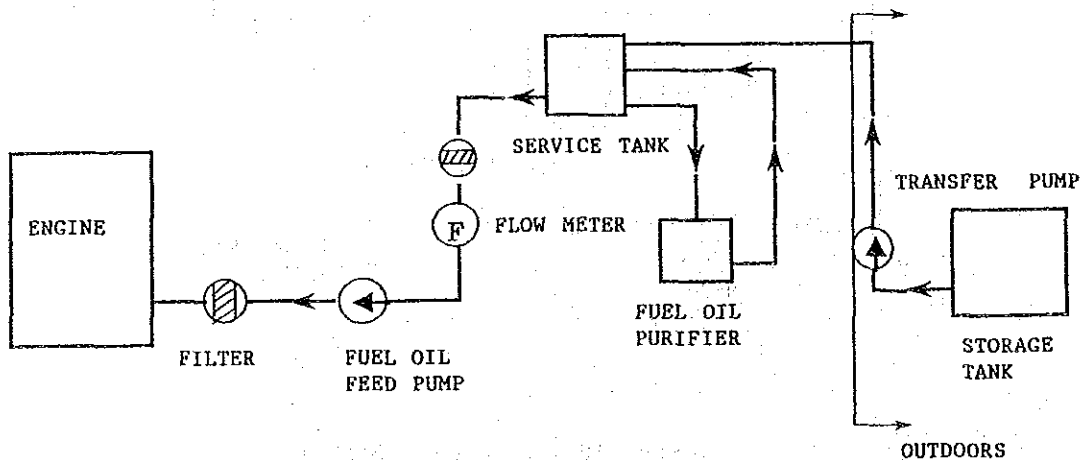 SERVICE TANK
TRANSFER PUMP
ENGINE
F
FLOW METER
FUEL OIL
PURIFIER
FILTER
FUEL OIL
FEED PUMP
STORAGE
TANK
OUTDOORS